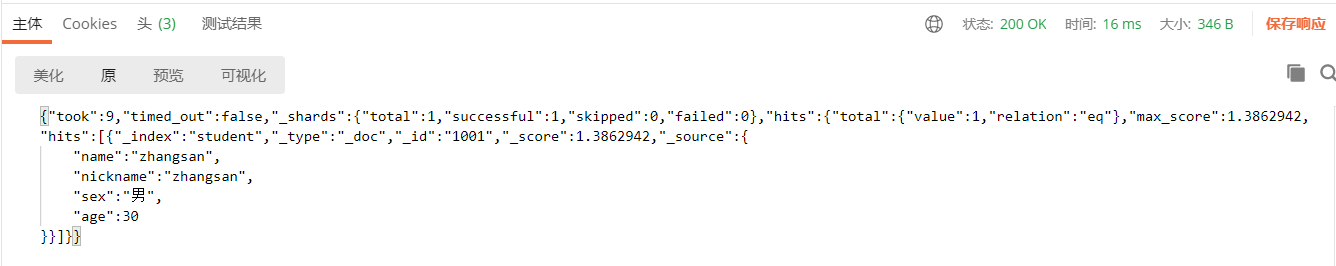 主体 Cookies 头 (3) 测试结果 状态: 200 OK 时间: 16 ms 大小: 346 B 保存响应
美化 原 预览 可视化
{"took":9,"timed_out":false,"_shards":{"total":1,"successful":1,"skipped":0,"failed":0},"hits":{"total":{"value":1,"relation":"eq"},"max_score":1.3862942,
"hits":[{"_index":"student","_type":"_doc","_id":"1001","_score":1.3862942,"_source":{
"name":"zhangsan",
"nickname":"zhangsan",
"sex":"男",
"age":30
}}]}}